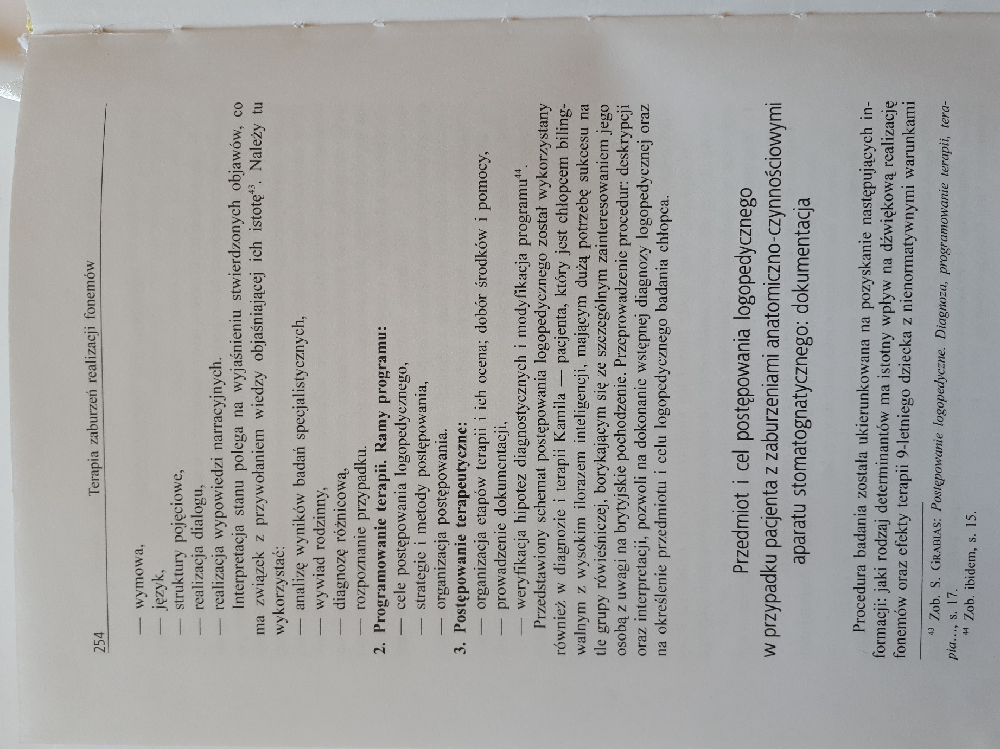 254 Terapia zaburzeń realizacji fonemów
— wymowa,
— język,
— struktury pojęciowe,
— realizacja dialogu,
— realizacja wypowiedzi narracyjnych.
Interpretacja stanu polega na wyjaśnieniu stwierdzonych objawów, co
ma związek z przywołaniem wiedzy objaśniającej ich istotę⁴³. Należy tu
wykorzystać:
— analizę wyników badań specjalistycznych,
— wywiad rodzinny,
— diagnozę różnicową,
— rozpoznanie przypadku.
2. Programowanie terapii. Ramy programu:
— cele postępowania logopedycznego,
— strategie i metody postępowania,
— organizacja postępowania.
3. Postępowanie terapeutyczne:
— organizacja etapów terapii i ich ocena; dobór środków i pomocy,
— prowadzenie dokumentacji,
— weryfikacja hipotez diagnostycznych i modyfikacja programu⁴⁴.
Przedstawiony schemat postępowania logopedycznego został wykorzystany
również w diagnozie i terapii Kamila — pacjenta, który jest chłopcem biling-
walnym z wysokim ilorazem inteligencji, mającym dużą potrzebę sukcesu na
tle grupy rówieśniczej, borykającym się ze szczególnym zainteresowaniem jego
osobą z uwagi na brytyjskie pochodzenie. Przeprowadzenie procedur: deskrypcji
oraz interpretacji, pozwoli na dokonanie wstępnej diagnozy logopedycznej oraz
na określenie przedmiotu i celu logopedycznego badania chłopca.
Przedmiot i cel postępowania logopedycznego
w przypadku pacjenta z zaburzeniami anatomiczno-czynnościowymi
aparatu stomatognatycznego: dokumentacja
Procedura badania została ukierunkowana na pozyskanie następujących in-
formacji: jaki rodzaj determinantów ma istotny wpływ na dźwiękową realizację
fonemów oraz efekty terapii 9-letniego dziecka z nienormatywnymi warunkami
⁴³ Zob. S. GRABIAS: Postępowanie logopedyczne. Diagnoza, programowanie terapii, tera-
pia..., s. 17.
⁴⁴ Zob. ibidem, s. 15.